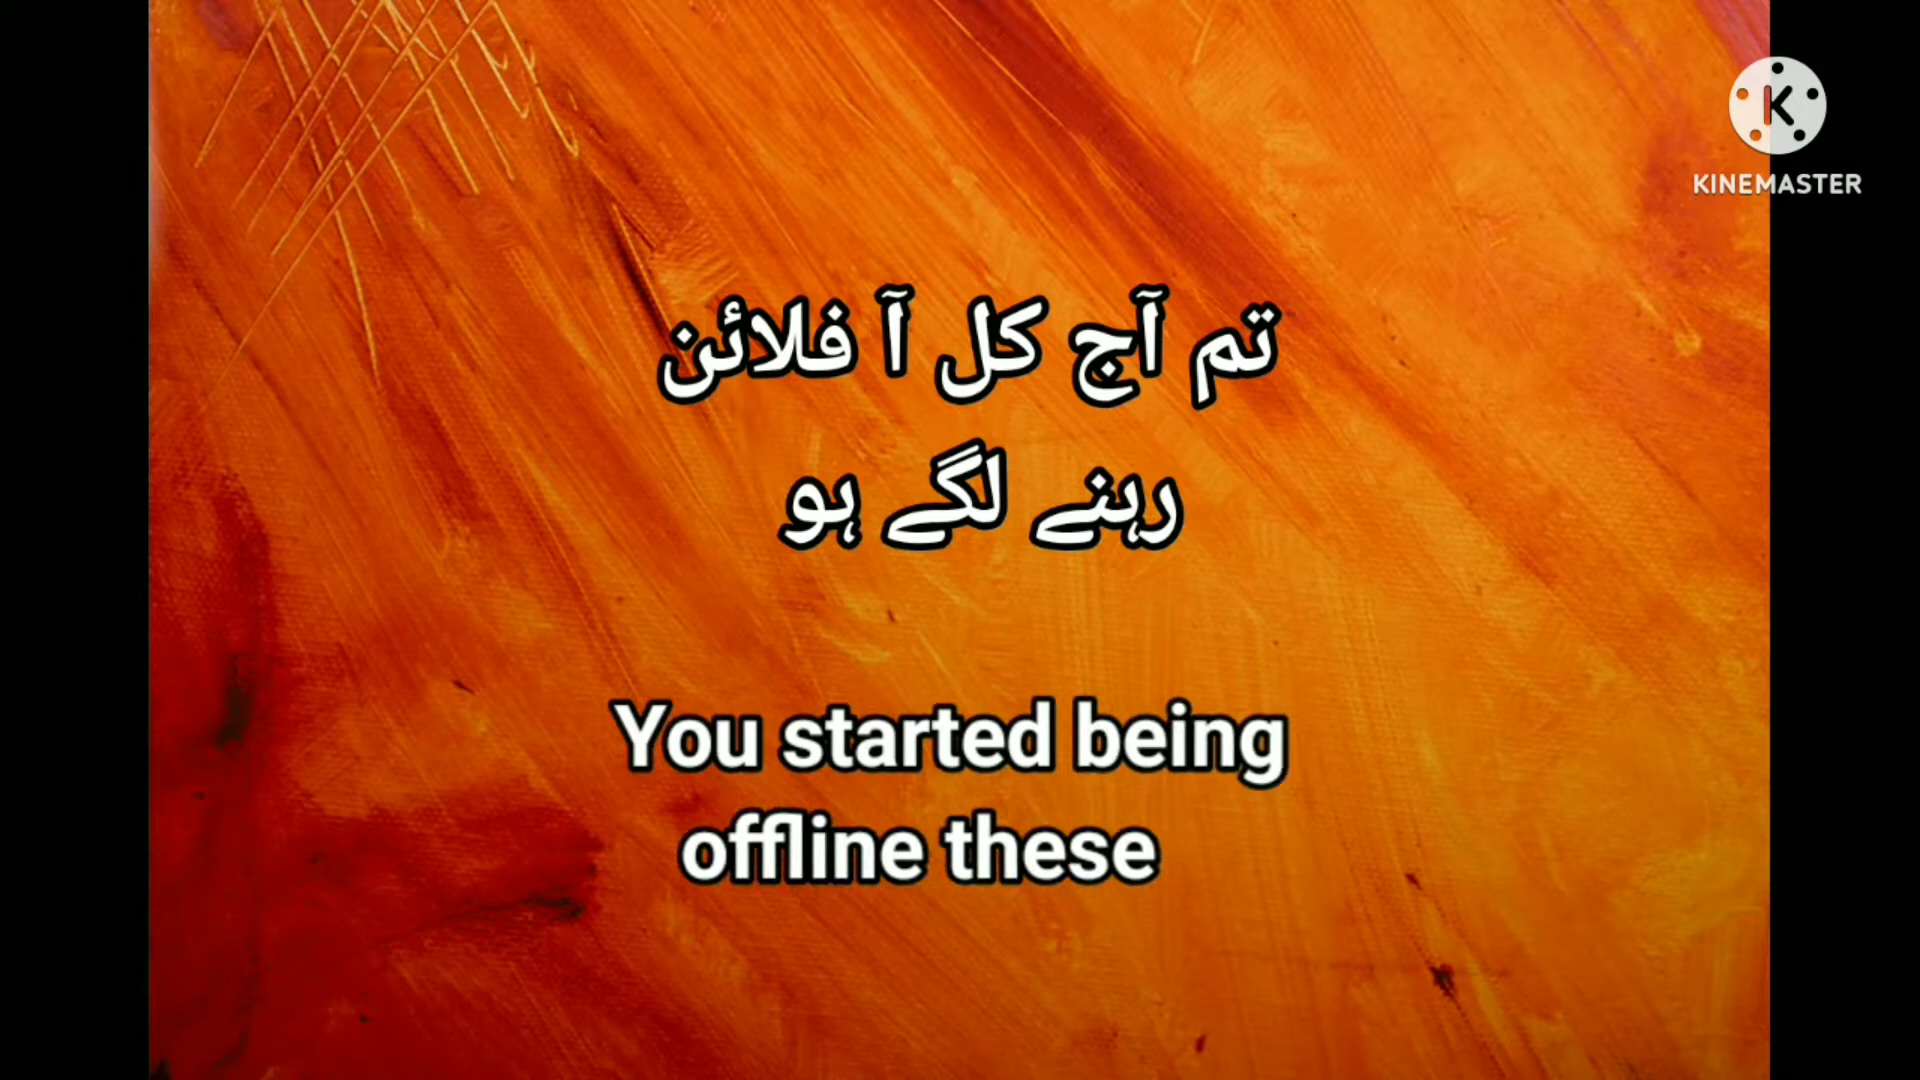 KINEMASTER
تم آج کل آ فلائن
رہنے لگے ہو
You started being
offline these